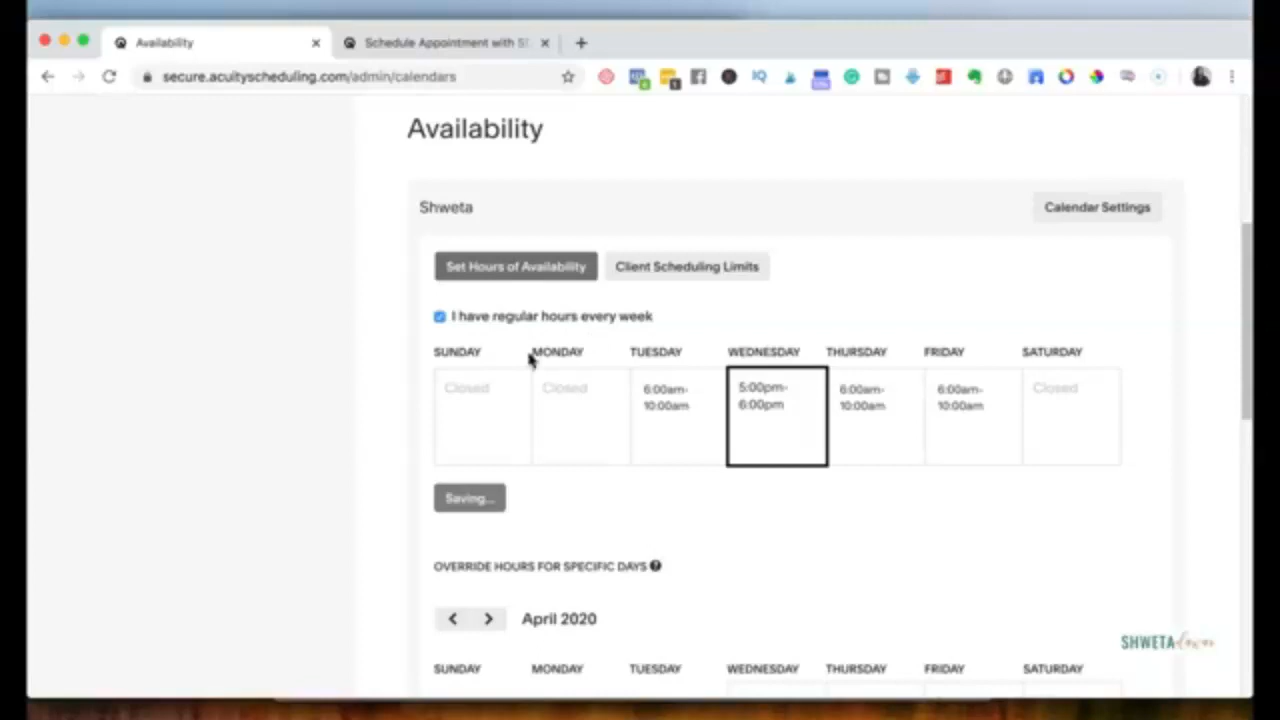 Availability
Schedule Appointment with S
secure.acuityscheduling.com/admin/calendars
Availability
Shweta
Calendar Settings
Set Hours of Availability
Client Scheduling Limits
I have regular hours every week
SUNDAY MONDAY TUESDAY WEDNESDAY THURSDAY FRIDAY SATURDAY
Closed Closed 6:00am- 5:00pm- 6:00am- 6:00am- Closed
10:00am 6:00pm 10:00am 10:00am
Saving...
OVERRIDE HOURS FOR SPECIFIC DAYS ?
April 2020
SUNDAY MONDAY TUESDAY WEDNESDAY THURSDAY FRIDAY SATURDAY
SHWETA